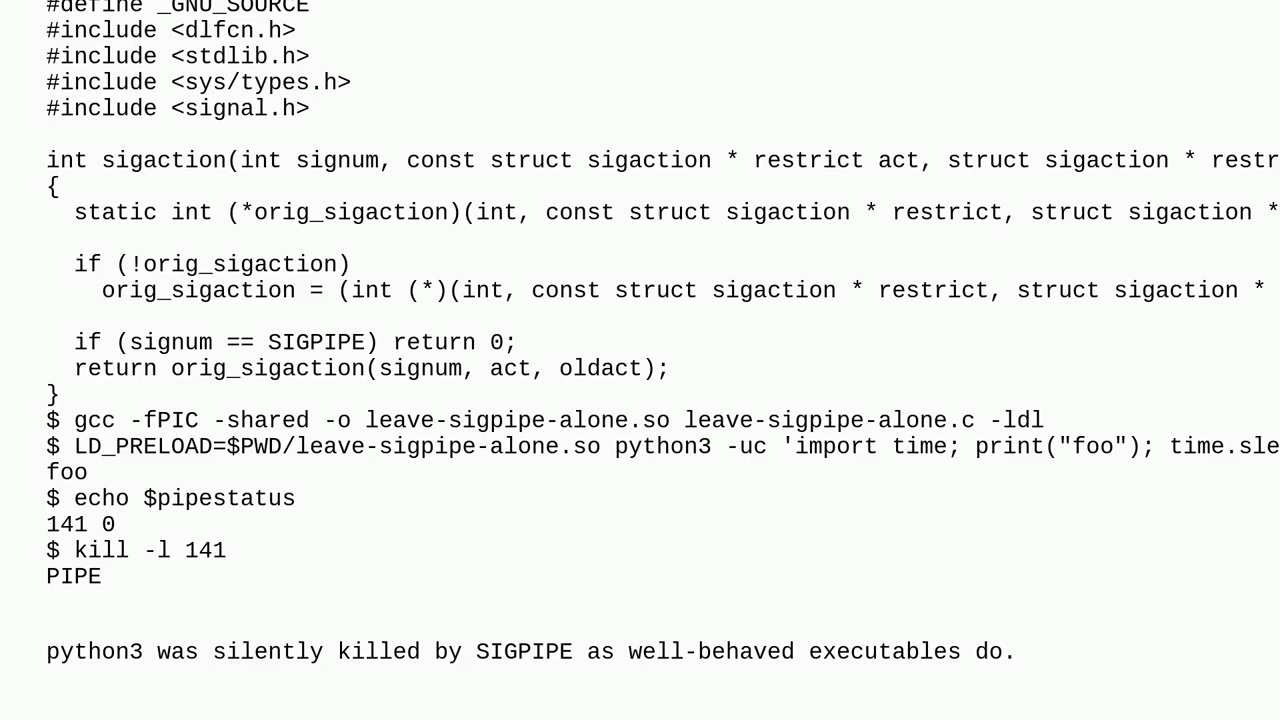 #define _GNU_SOURCE
#include <dlfcn.h>
#include <stdlib.h>
#include <sys/types.h>
#include <signal.h>
int sigaction(int signum, const struct sigaction * restrict act, struct sigaction * restr
{
  static int (*orig_sigaction)(int, const struct sigaction * restrict, struct sigaction *
  if (!orig_sigaction)
    orig_sigaction = (int (*)(int, const struct sigaction * restrict, struct sigaction *
  if (signum == SIGPIPE) return 0;
  return orig_sigaction(signum, act, oldact);
}
$ gcc -fPIC -shared -o leave-sigpipe-alone.so leave-sigpipe-alone.c -ldl
$ LD_PRELOAD=$PWD/leave-sigpipe-alone.so python3 -uc 'import time; print("foo"); time.sle
foo
$ echo $pipestatus
141 0
$ kill -l 141
PIPE
python3 was silently killed by SIGPIPE as well-behaved executables do.